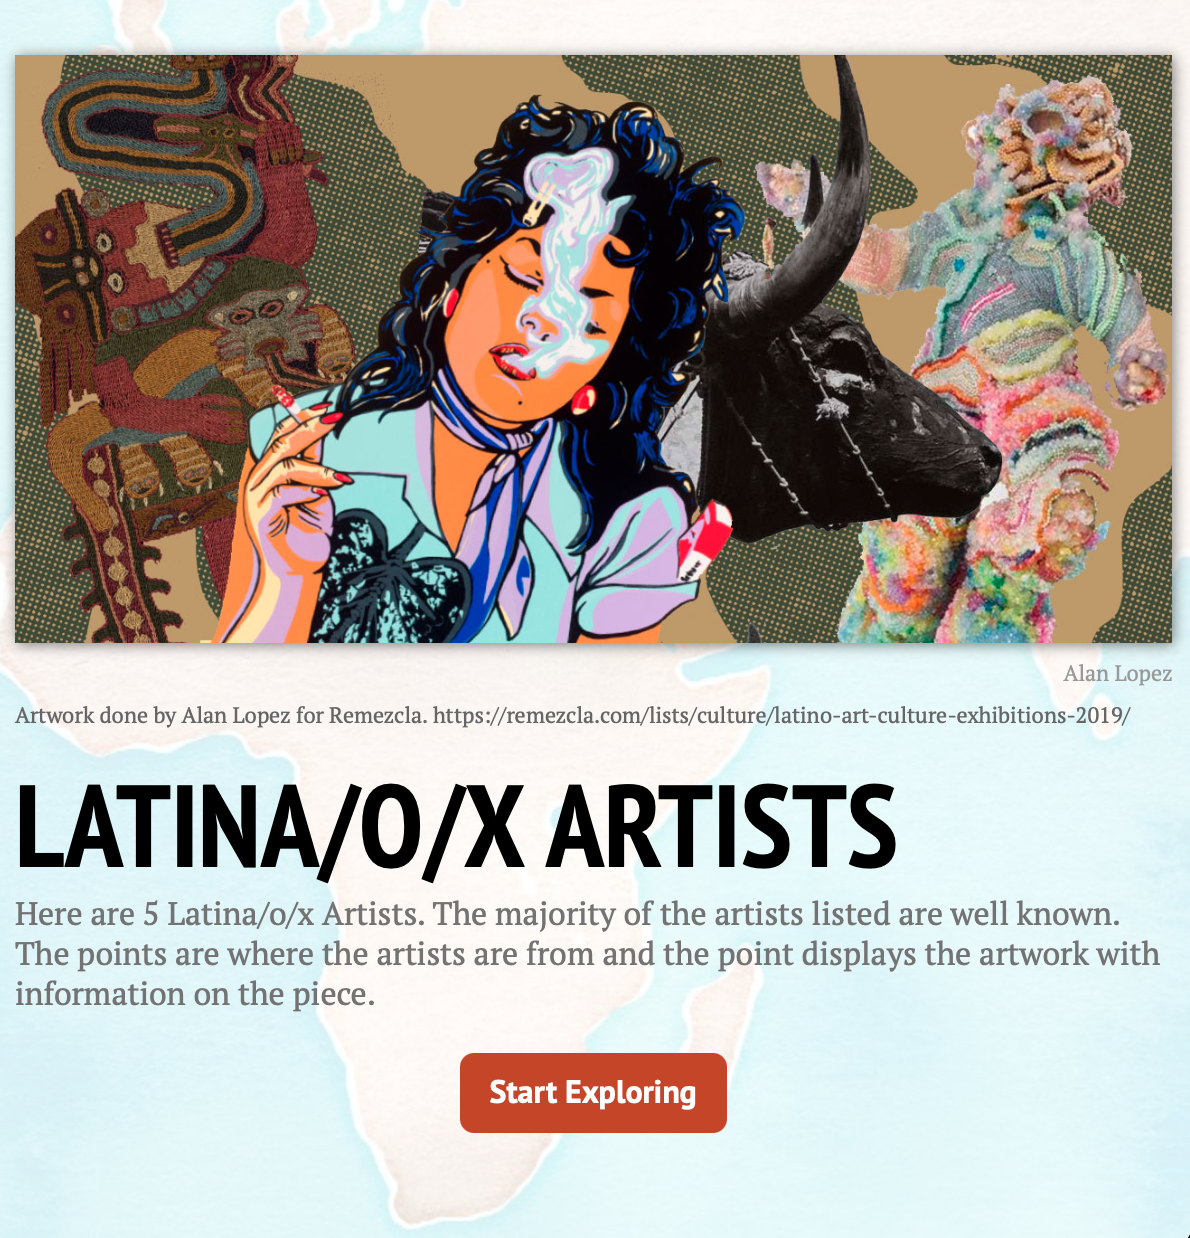 Alan Lopez
Artwork done by Alan Lopez for Remezcla. https://remezcla.com/lists/culture/latino-art-culture-exhibitions-2019/
LATINA/O/X ARTISTS
Here are 5 Latina/o/x Artists. The majority of the artists listed are well known.
The points are where the artists are from and the point displays the artwork with
information on the piece.
Start Exploring